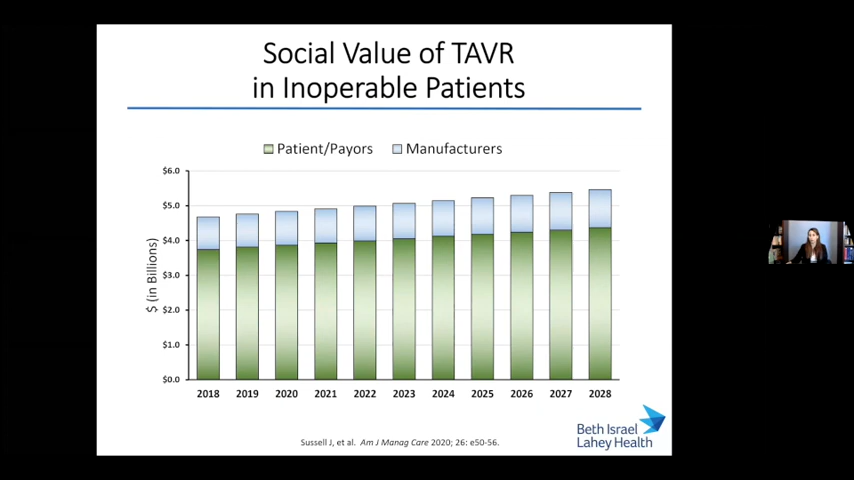 Social Value of TAVR
in Inoperable Patients
Patient/Payors
Manufacturers
$6.0
$5.0
$4.0
$3.0
$2.0
$1.0
$0.0
$ (in Billions)
2018 2019 2020 2021 2022 2023 2024 2025 2026 2027 2028
Sussell J, et al. Am J Manag Care 2020; 26: e50-56.
Beth Israel
Lahey Health